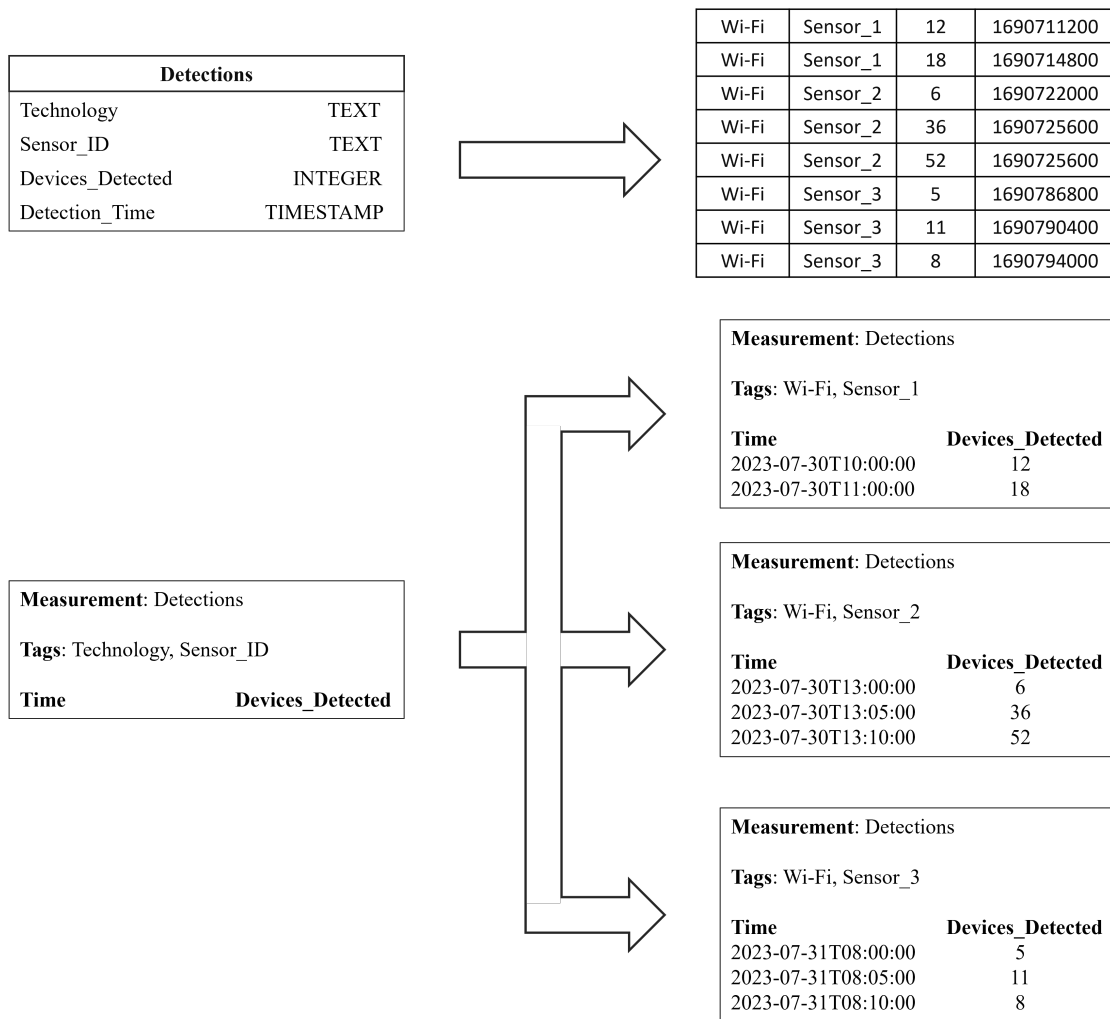 Detections
Technology TEXT
Sensor_ID TEXT
Devices_Detected INTEGER
Detection_Time TIMESTAMP
Wi-Fi Sensor_1 12 1690711200
Wi-Fi Sensor_1 18 1690714800
Wi-Fi Sensor_2 6 1690722000
Wi-Fi Sensor_2 36 1690725600
Wi-Fi Sensor_2 52 1690725600
Wi-Fi Sensor_3 5 1690786800
Wi-Fi Sensor_3 11 1690790400
Wi-Fi Sensor_3 8 1690794000
Measurement: Detections
Tags: Technology, Sensor_ID
Time Devices_Detected
Measurement: Detections
Tags: Wi-Fi, Sensor_1
Time Devices_Detected
2023-07-30T10:00:00 12
2023-07-30T11:00:00 18
Measurement: Detections
Tags: Wi-Fi, Sensor_2
Time Devices_Detected
2023-07-30T13:00:00 6
2023-07-30T13:05:00 36
2023-07-30T13:10:00 52
Measurement: Detections
Tags: Wi-Fi, Sensor_3
Time Devices_Detected
2023-07-31T08:00:00 5
2023-07-31T08:05:00 11
2023-07-31T08:10:00 8